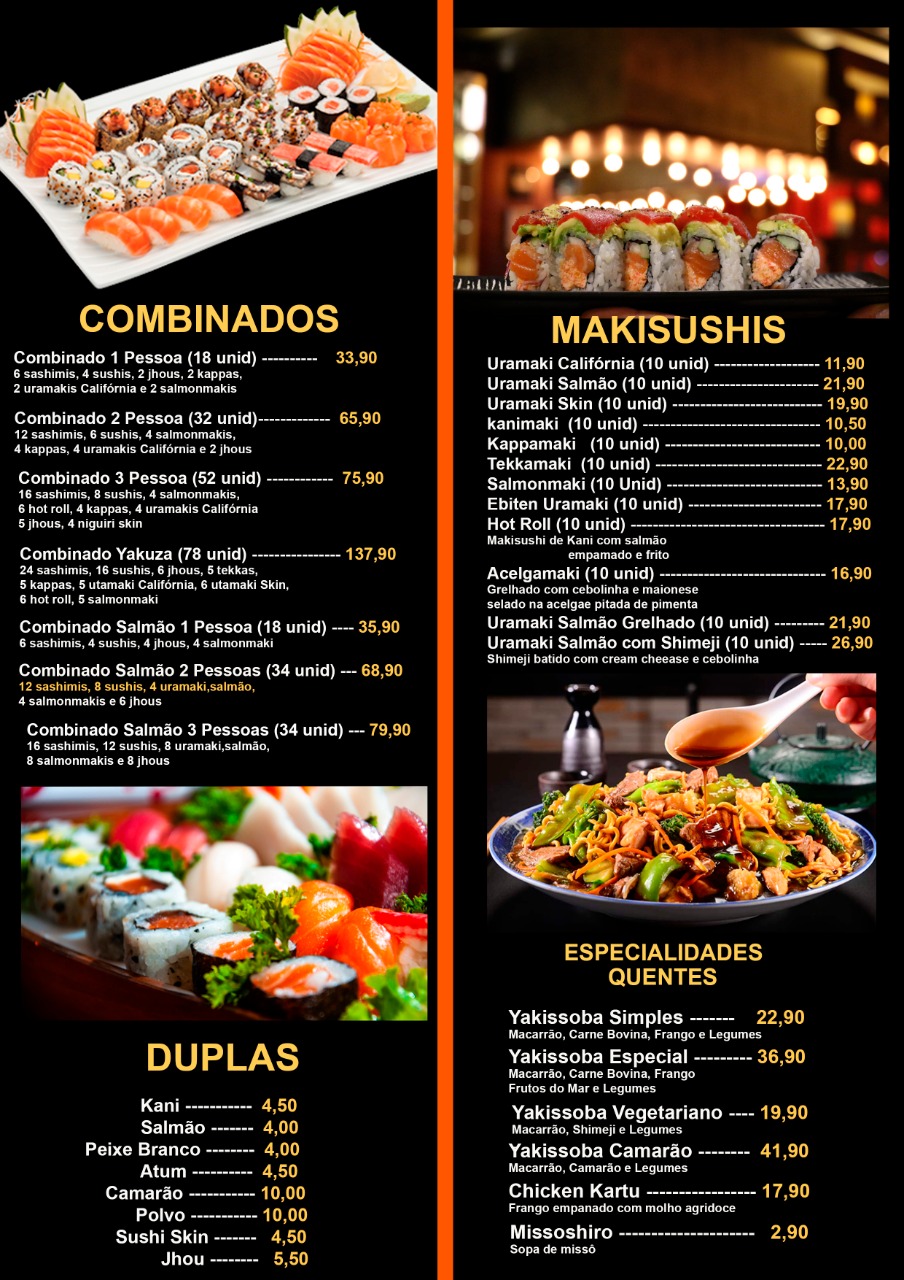 COMBINADOS
Combinado 1 Pessoa (18 unid) ---------- 33,90
6 sashimis, 4 sushis, 2 jhous, 2 kappas,
2 uramakis Califórnia e 2 salmonmakis
Combinado 2 Pessoa (32 unid)------------- 65,90
12 sashimis, 6 sushis, 4 salmonmakis,
4 kappas, 4 uramakis Califórnia e 2 jhous
Combinado 3 Pessoa (52 unid) ------------ 75,90
16 sashimis, 8 sushis, 4 salmonmakis,
6 hot roll, 4 kappas, 4 uramakis Califórnia
5 jhous, 4 niguiri skin
Combinado Yakuza (78 unid) ---------------- 137,90
24 sashimis, 16 sushis, 6 jhous, 5 tekkas,
5 kappas, 5 utamaki Califórnia, 6 utamaki Skin,
6 hot roll, 5 salmonmaki
Combinado Salmão 1 Pessoa (18 unid) ---- 35,90
6 sashimis, 4 sushis, 4 jhous, 4 salmonmaki
Combinado Salmão 2 Pessoas (34 unid) --- 68,90
12 sashimis, 8 sushis, 4 uramaki,salmão,
4 salmonmakis e 6 jhous
Combinado Salmão 3 Pessoas (34 unid) --- 79,90
16 sashimis, 12 sushis, 8 uramaki,salmão,
8 salmonmakis e 8 jhous
DUPLAS
Kani ----------- 4,50
Salmão ------- 4,00
Peixe Branco -------- 4,00
Atum ---------- 4,50
Camarão ----------- 10,00
Polvo ----------- 10,00
Sushi Skin ------- 4,50
Jhou -------- 5,50
MAKISUSHIS
Uramaki Califórnia (10 unid) ------------------- 11,90
Uramaki Salmão (10 unid) ---------------------- 21,90
Uramaki Skin (10 unid) --------------------------- 19,90
kanimaki (10 unid) -------------------------------- 10,50
Kappamaki (10 unid) ---------------------------- 10,00
Tekkamaki (10 unid) ------------------------------ 22,90
Salmonmaki (10 Unid) ---------------------------- 13,90
Ebiten Uramaki (10 unid) ------------------------ 17,90
Hot Roll (10 unid) ----------------------------------- 17,90
Makisushi de Kani com salmão
empamado e frito
Acelgamaki (10 unid) ------------------------------ 16,90
Grelhado com cebolinha e maionese
selado na acelgae pitada de pimenta
Uramaki Salmão Grelhado (10 unid) --------- 21,90
Uramaki Salmão com Shimeji (10 unid) ----- 26,90
Shimeji batido com cream cheease e cebolinha
ESPECIALIDADES
QUENTES
Yakissoba Simples ------- 22,90
Macarrão, Carne Bovina, Frango e Legumes
Yakissoba Especial --------- 36,90
Macarrão, Carne Bovina, Frango
Frutos do Mar e Legumes
Yakissoba Vegetariano ---- 19,90
Macarrão, Shimeji e Legumes
Yakissoba Camarão -------- 41,90
Macarrão, Camarão e Legumes
Chicken Kartu ----------------- 17,90
Frango empanado com molho agridoce
Missoshiro --------------------- 2,90
Sopa de missô